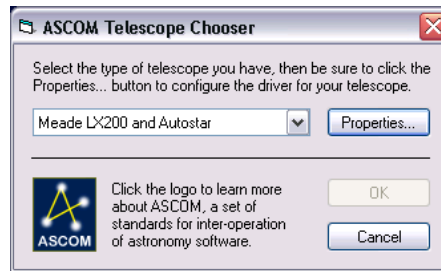 ASCOM Telescope Chooser
Select the type of telescope you have, then be sure to click the
Properties... button to configure the driver for your telescope.
Meade LX200 and Autostar
Properties...
Click the logo to learn more
about ASCOM, a set of
standards for inter-operation
of astronomy software.
ASCOM
OK
Cancel